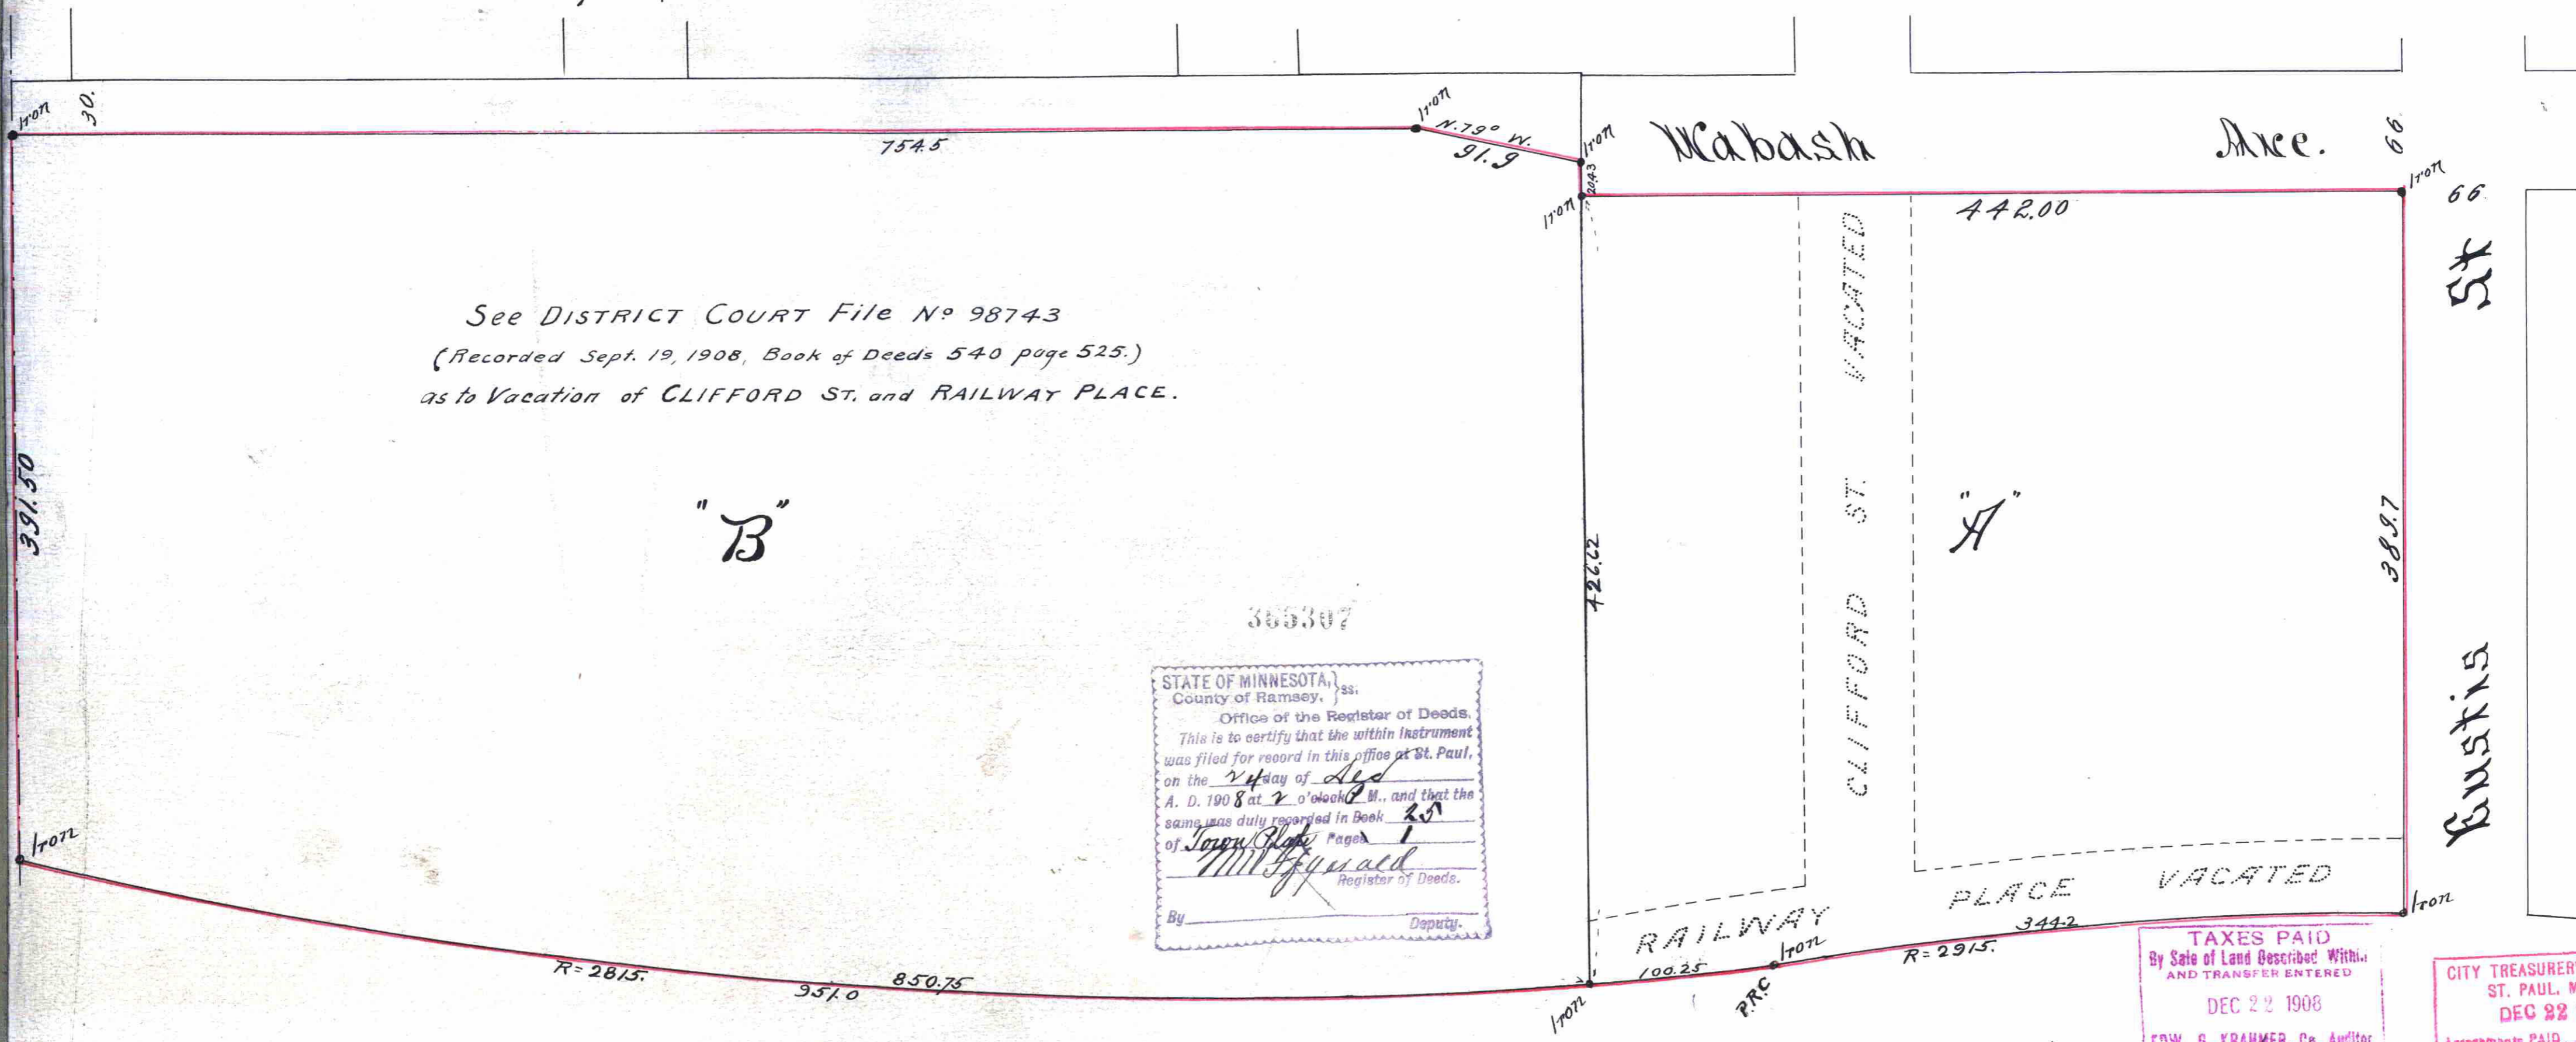 Iron
30.
754.5
Iron
N.79° W.
91.9
Iron
20.43
Iron
Wabash Ave.
66
Iron
66
442.00
Eustis St
See DISTRICT COURT File Nº 98743
(Recorded Sept. 19, 1908, Book of Deeds 540 page 525.)
as to Vacation of CLIFFORD ST. and RAILWAY PLACE.
391.50
"B"
426.62
CLIFFORD ST. VACATED
"A"
389.7
365307
STATE OF MINNESOTA, } ss.
County of Ramsey.
Office of the Register of Deeds.
This is to certify that the within instrument
was filed for record in this office at St. Paul,
on the 24 day of Dec
A. D. 1908 at 2 o'clock P M., and that the
same was duly recorded in Book 25
of Town Plats Page 1
Register of Deeds.
By Deputy.
Iron
R=2815.
951.0
850.75
Iron
RAILWAY PLACE VACATED
100.25
Iron
P.R.C
R=2915.
344.2
Iron
TAXES PAID
By Sale of Land Described Within
AND TRANSFER ENTERED
DEC 22 1908
EDW. G. KRAHMER, Co. Auditor
CITY TREASURER
ST. PAUL, M
DEC 22
PAID